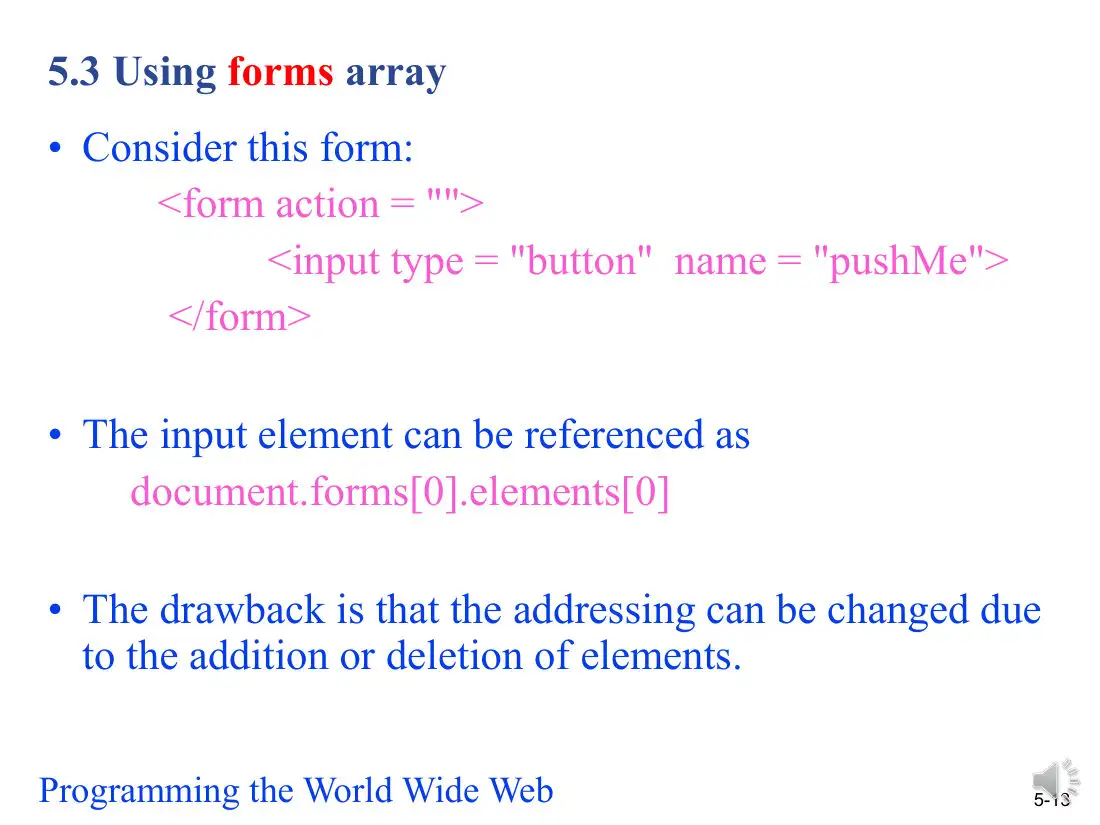 5.3 Using forms array
• Consider this form:
<form action = "">
<input type = "button"  name = "pushMe">
</form>
• The input element can be referenced as
document.forms[0].elements[0]
• The drawback is that the addressing can be changed due
to the addition or deletion of elements.
Programming the World Wide Web
5-13